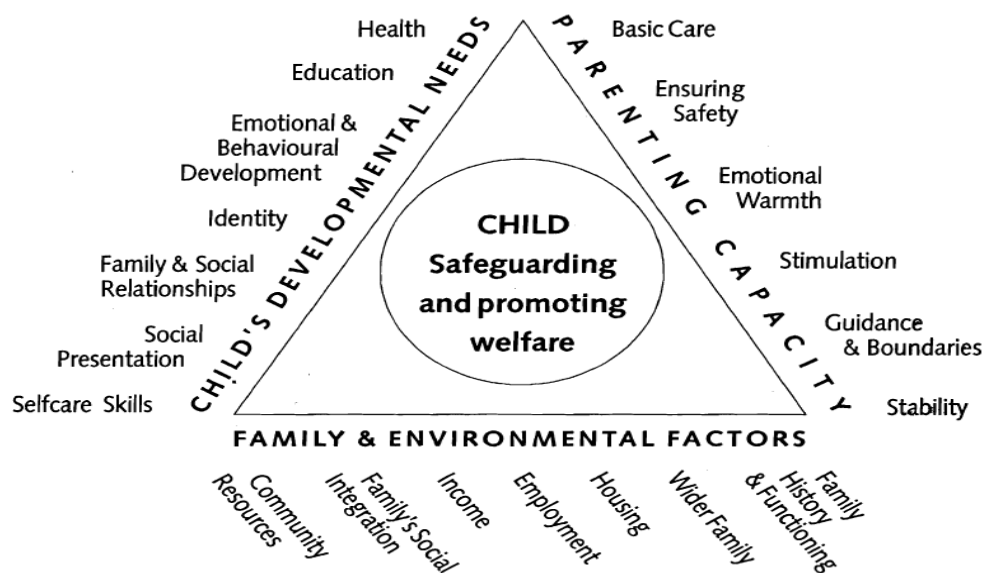 Health
Education
Emotional &
Behavioural
Development
Identity
Family & Social
Relationships
Social
Presentation
Selfcare Skills
CHILD'S DEVELOPMENTAL NEEDS
PARENTING CAPACITY
Basic Care
Ensuring
Safety
Emotional
Warmth
Stimulation
Guidance
& Boundaries
Stability
CHILD
Safeguarding
and promoting
welfare
FAMILY & ENVIRONMENTAL FACTORS
Community
Resources
Family's Social
Integration
Income
Employment
Housing
Wider Family
Family
History
& Functioning